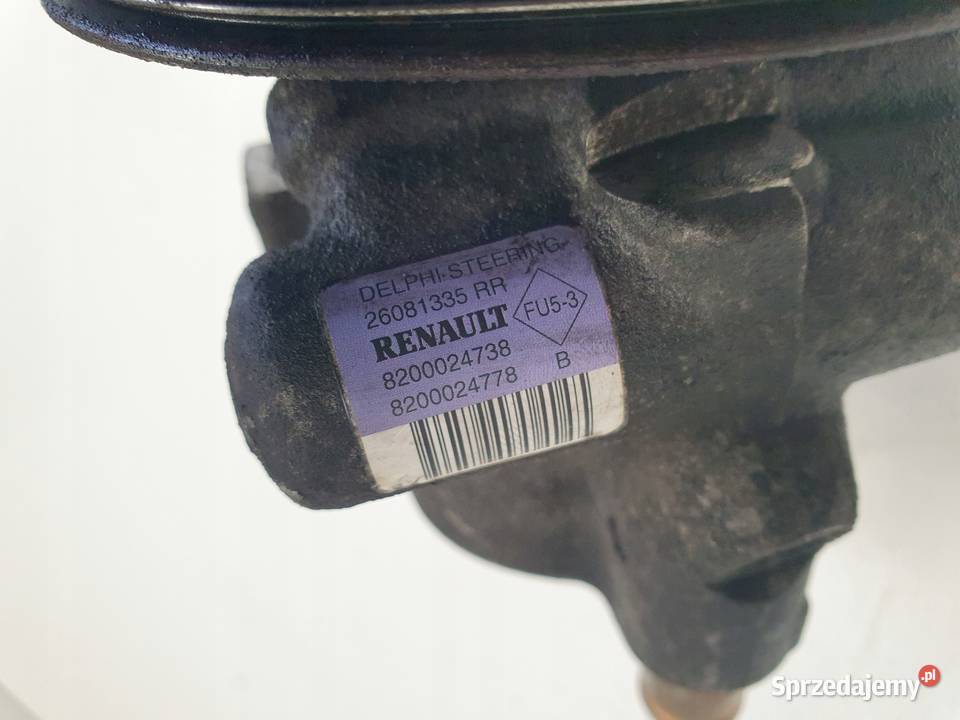 DELPHI-STEERING
26081335 RR
RENAULT
FU5-3
8200024738
8200024778 B
Sprzedajemy.pl